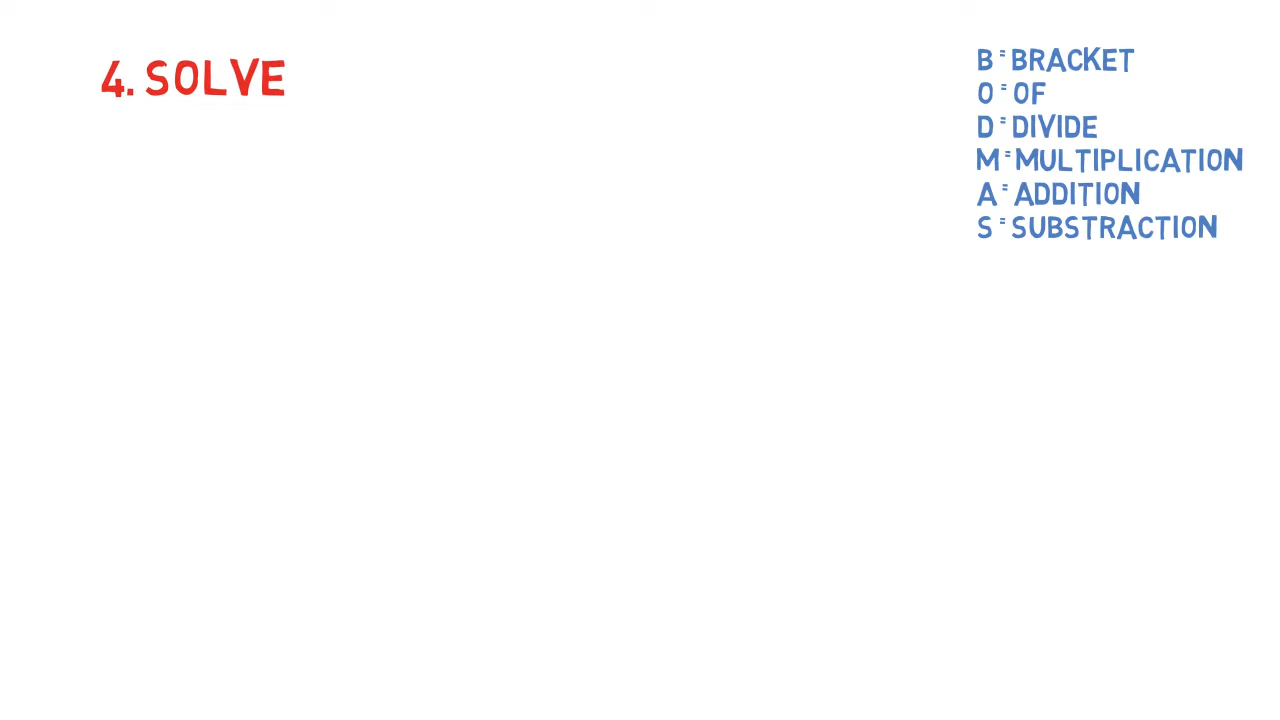 4. SOLVE
B = BRACKET
O = OF
D = DIVIDE
M = MULTIPLICATION
A = ADDITION
S = SUBSTRACTION